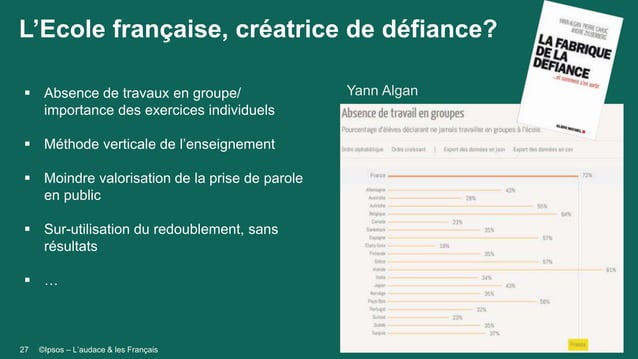 L’Ecole française, créatrice de défiance?
▪ Absence de travaux en groupe/
importance des exercices individuels
▪ Méthode verticale de l’enseignement
▪ Moindre valorisation de la prise de parole
en public
▪ Sur-utilisation du redoublement, sans
résultats
▪ …
27 ©Ipsos – L’audace & les Français
Yann Algan
YANN ALGAN PIERRE CAHUC
ANDRÉ ZYLBERBERG
LA FABRIQUE
DE LA
DÉFIANCE
...et comment s'en sortir
ALBIN MICHEL
Absence de travail en groupes
Pourcentage d'élèves déclarant ne jamais travailler en groupes à l'école.
Ordre alphabétique Ordre croissant | Export des données en json Export des données en csv
France 72%
Allemagne 43%
Australie 28%
Autriche 55%
Belgique 64%
Canada 23%
Danemark 35%
Espagne 57%
Etats-Unis 18%
Finlande 35%
Grèce 57%
Irlande 81%
Italie 34%
Japon 43%
Norvège 35%
Pays-Bas 56%
Portugal 32%
Suisse 23%
Suède 35%
Turquie 37%
France